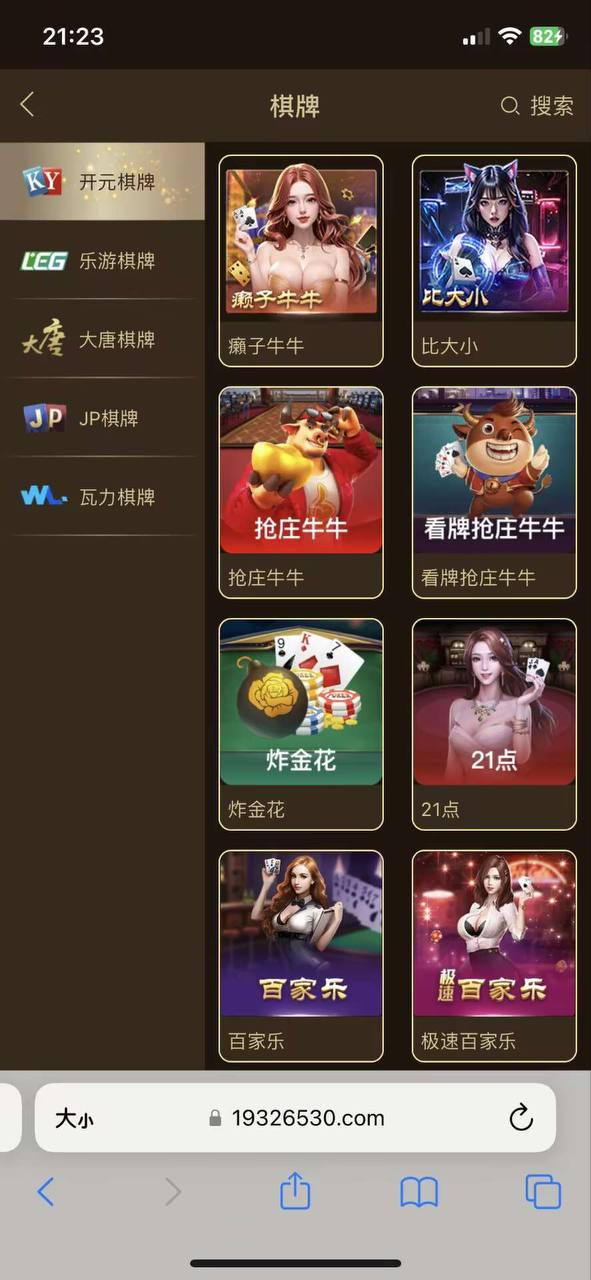 21:23
82
棋牌
搜索
KY 开元棋牌
LEG 乐游棋牌
大唐 大唐棋牌
JP JP棋牌
WL 瓦力棋牌
癞子牛牛
癞子牛牛
比大小
比大小
抢庄牛牛
抢庄牛牛
看牌抢庄牛牛
看牌抢庄牛牛
9 K 7
炸金花
炸金花
21点
21点
百家乐
百家乐
极速百家乐
极速百家乐
大小
19326530.com